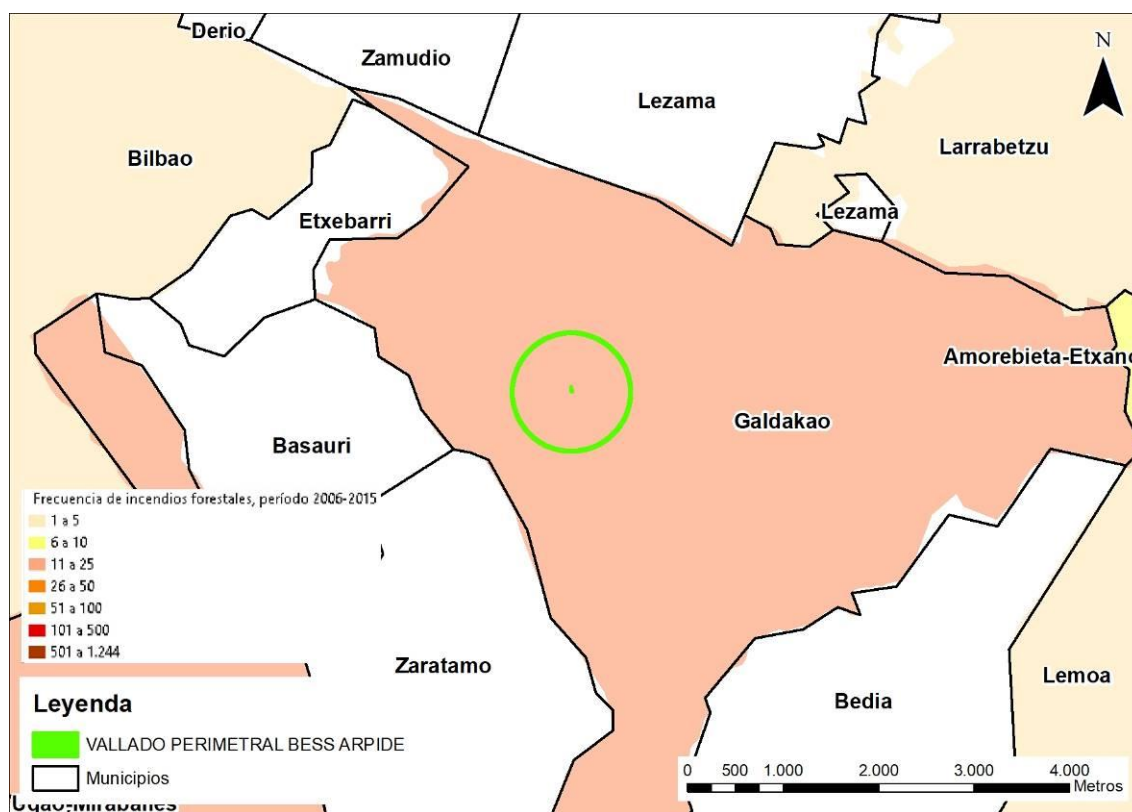 Derio
Zamudio
N
Lezama
Bilbao
Larrabetzu
Etxebarri
Lezama
Amorebieta-Etxano
Galdakao
Basauri
Frecuencia de incendios forestales, período 2006-2015
1 a 5
6 a 10
11 a 25
26 a 50
51 a 100
101 a 500
501 a 1.244
Zaratamo
Lemoa
Bedia
Leyenda
VALLADO PERIMETRAL BESS ARPIDE
Municipios
0 500 1.000 2.000 3.000 4.000
Metros